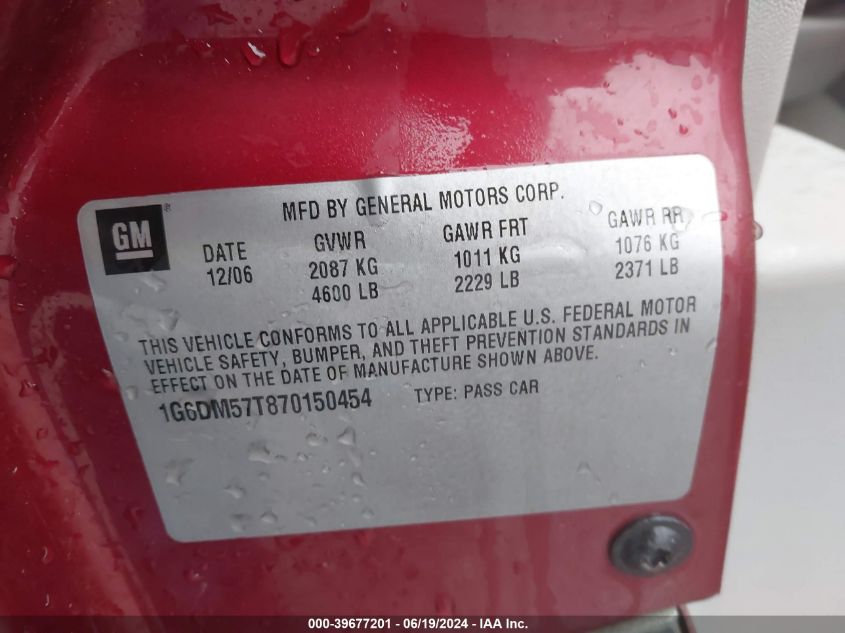 MFD BY GENERAL MOTORS CORP.
GM
DATE GVWR GAWR FRT GAWR RR
12/06 2087 KG 1011 KG 1076 KG
4600 LB 2229 LB 2371 LB
THIS VEHICLE CONFORMS TO ALL APPLICABLE U.S. FEDERAL MOTOR
VEHICLE SAFETY, BUMPER, AND THEFT PREVENTION STANDARDS IN
EFFECT ON THE DATE OF MANUFACTURE SHOWN ABOVE.
1G6DM57T870150454 TYPE: PASS CAR
000-39677201 - 06/19/2024 - IAA Inc.